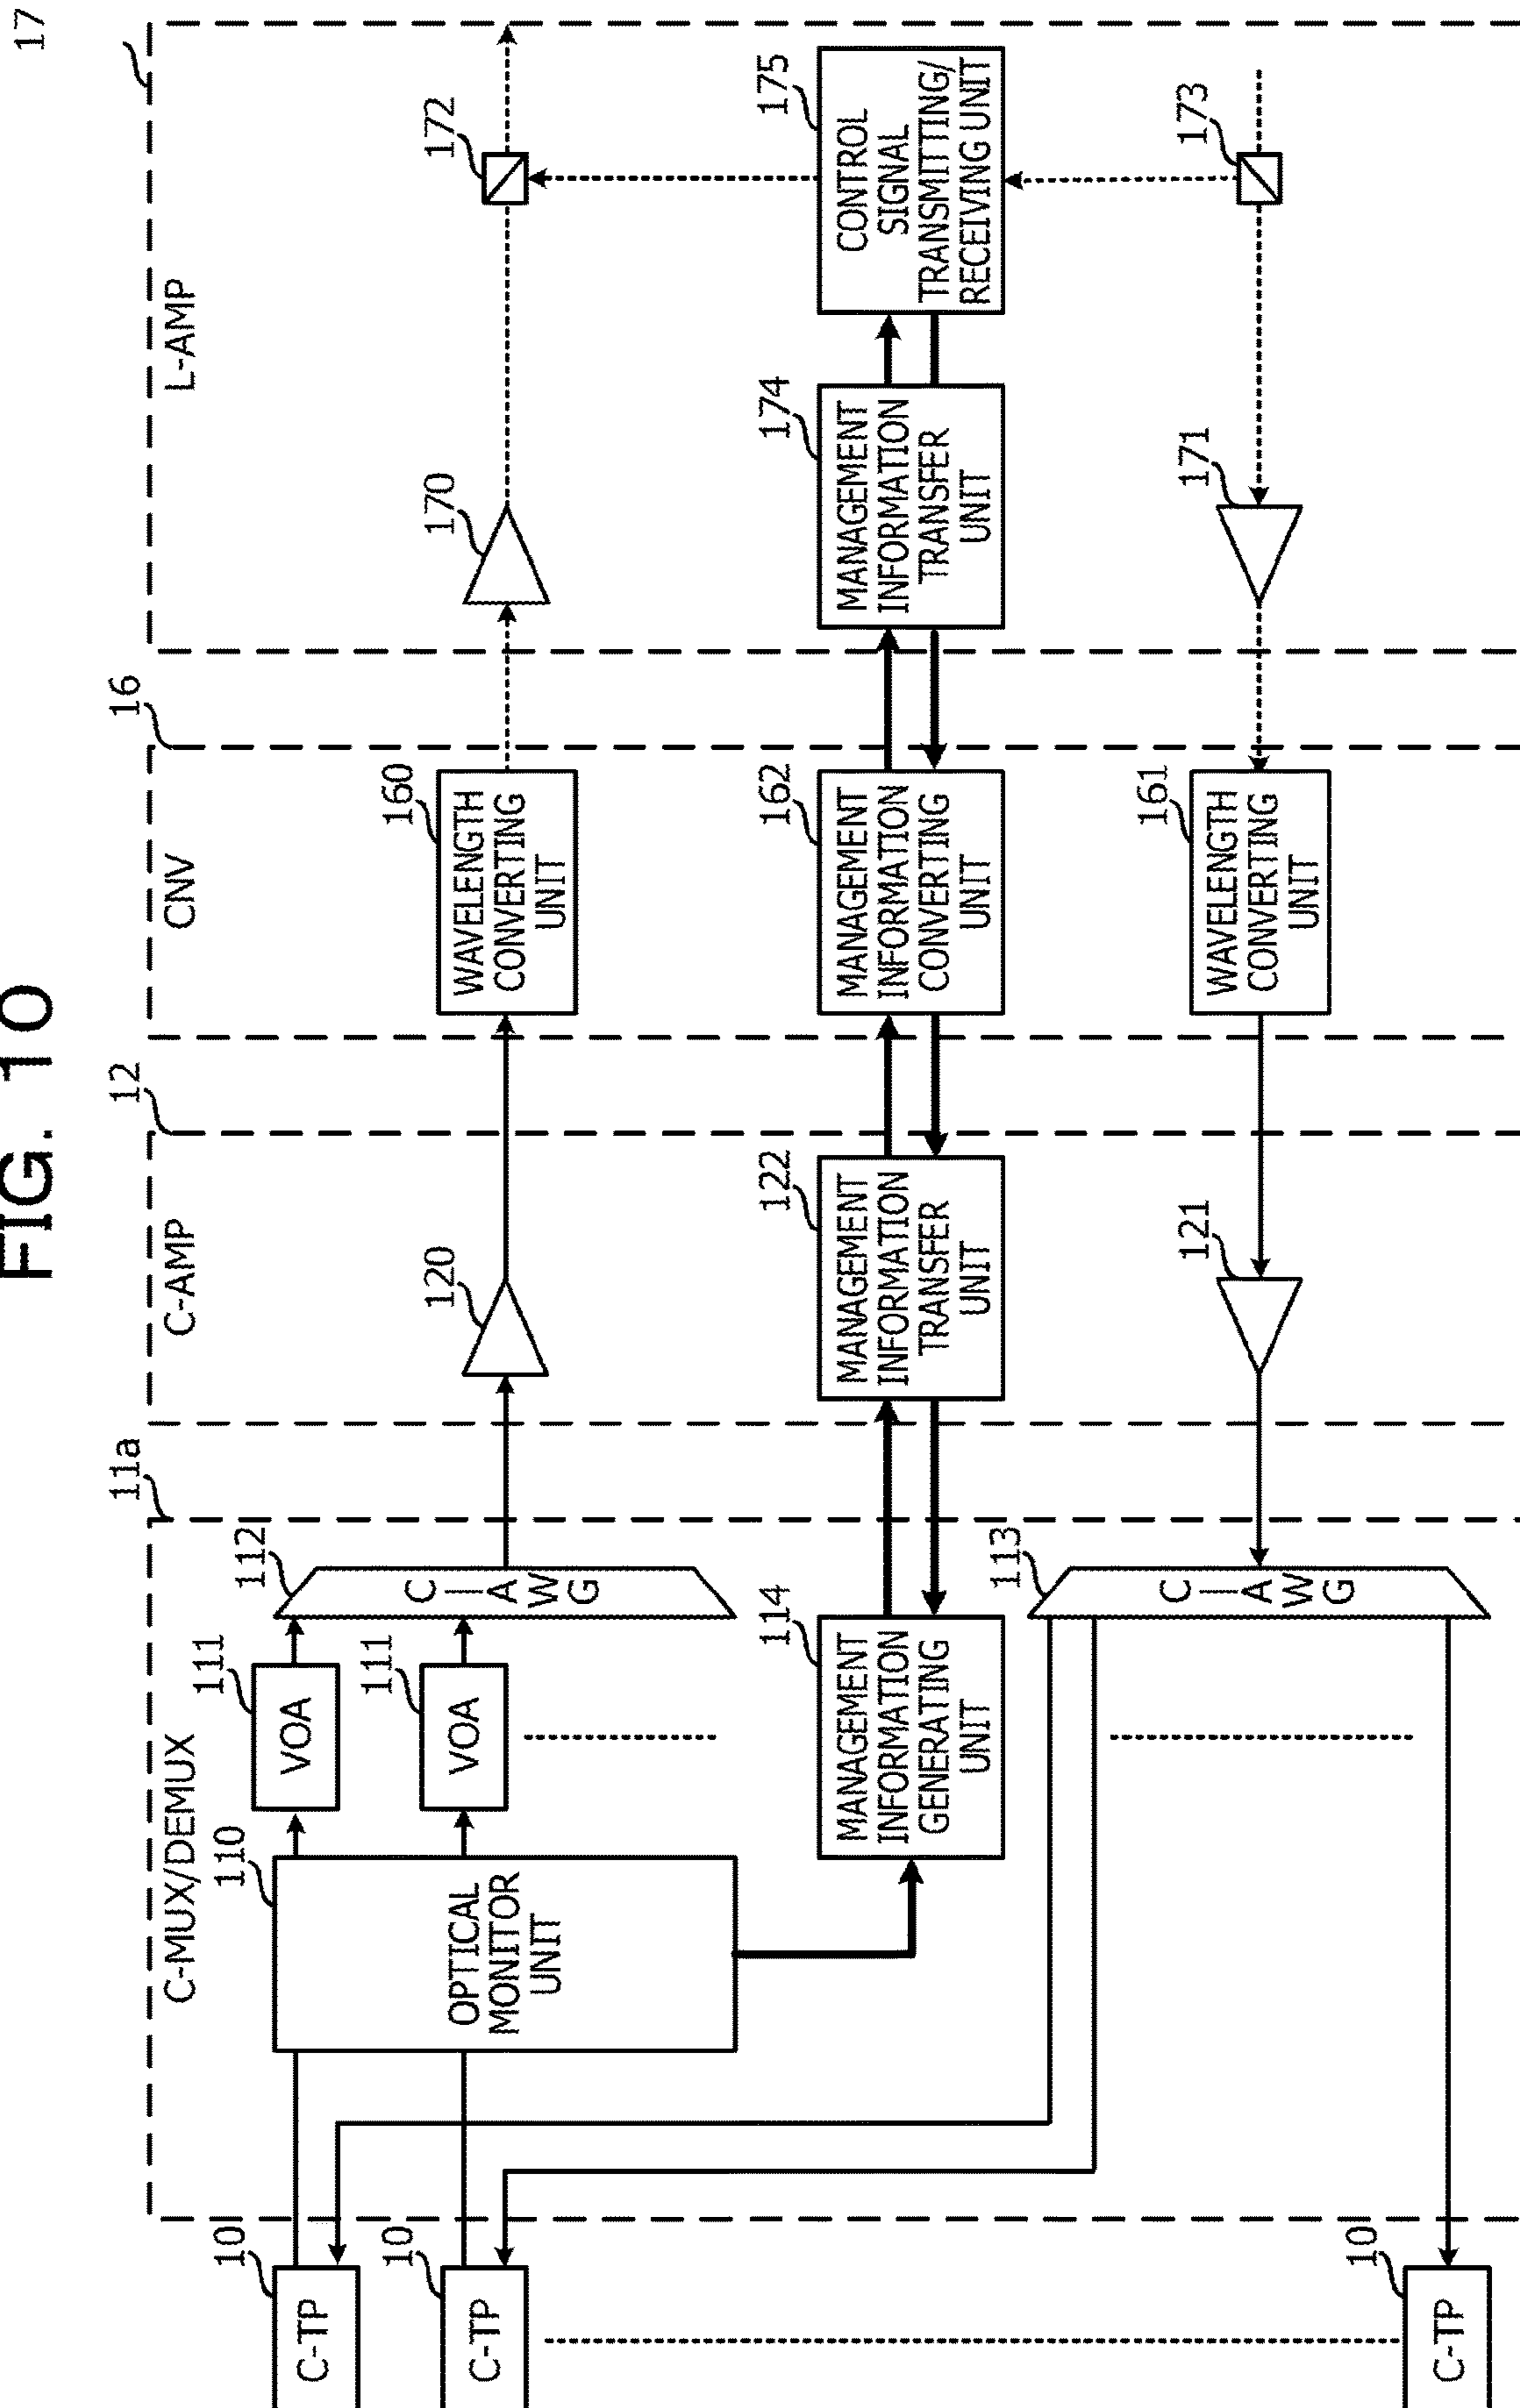 FIG. 10
17
L-AMP
172
170
175
CONTROL
SIGNAL
TRANSMITTING/
RECEIVING UNIT
174
MANAGEMENT
INFORMATION
TRANSFER
UNIT
173
171
16
CNV
160
WAVELENGTH
CONVERTING
UNIT
162
MANAGEMENT
INFORMATION
CONVERTING
UNIT
161
WAVELENGTH
CONVERTING
UNIT
12
C-AMP
120
122
MANAGEMENT
INFORMATION
TRANSFER
UNIT
121
11a
C-MUX/DEMUX
112
C-AWG
111
VOA
111
VOA
110
OPTICAL
MONITOR
UNIT
114
MANAGEMENT
INFORMATION
GENERATING
UNIT
113
C-AWG
10
C-TP
10
C-TP
10
C-TP